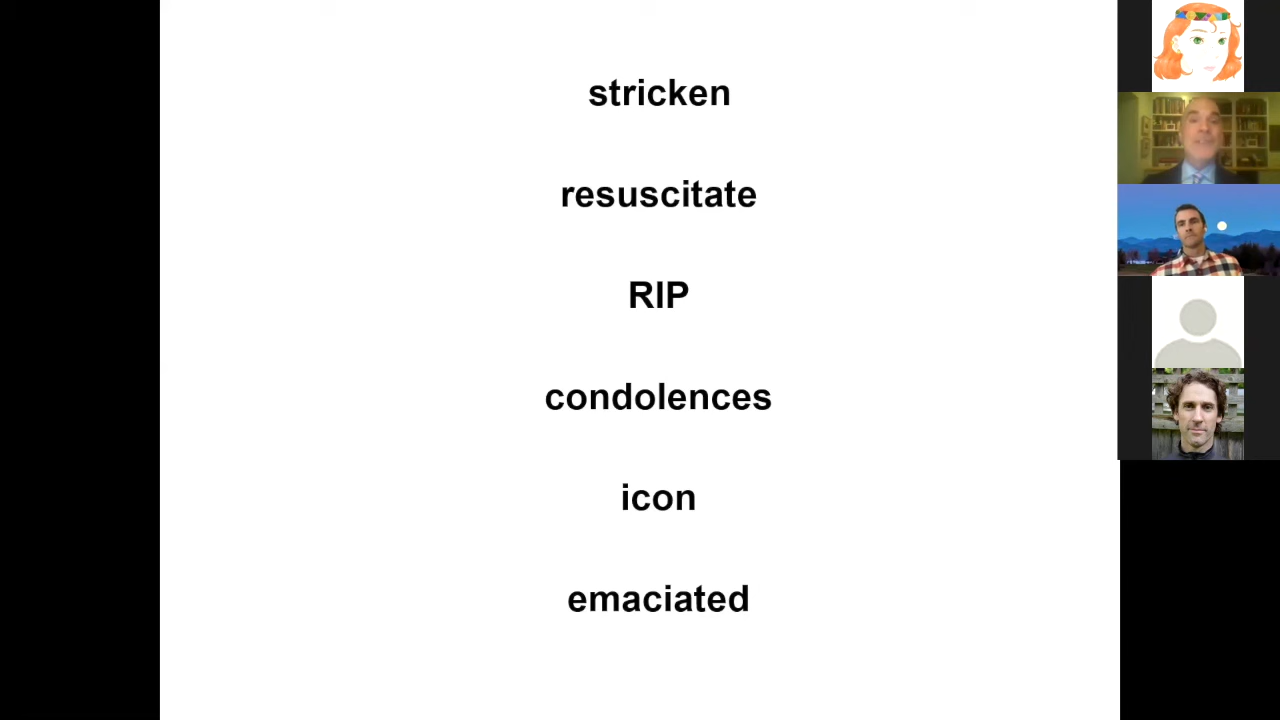 stricken
resuscitate
RIP
condolences
icon
emaciated